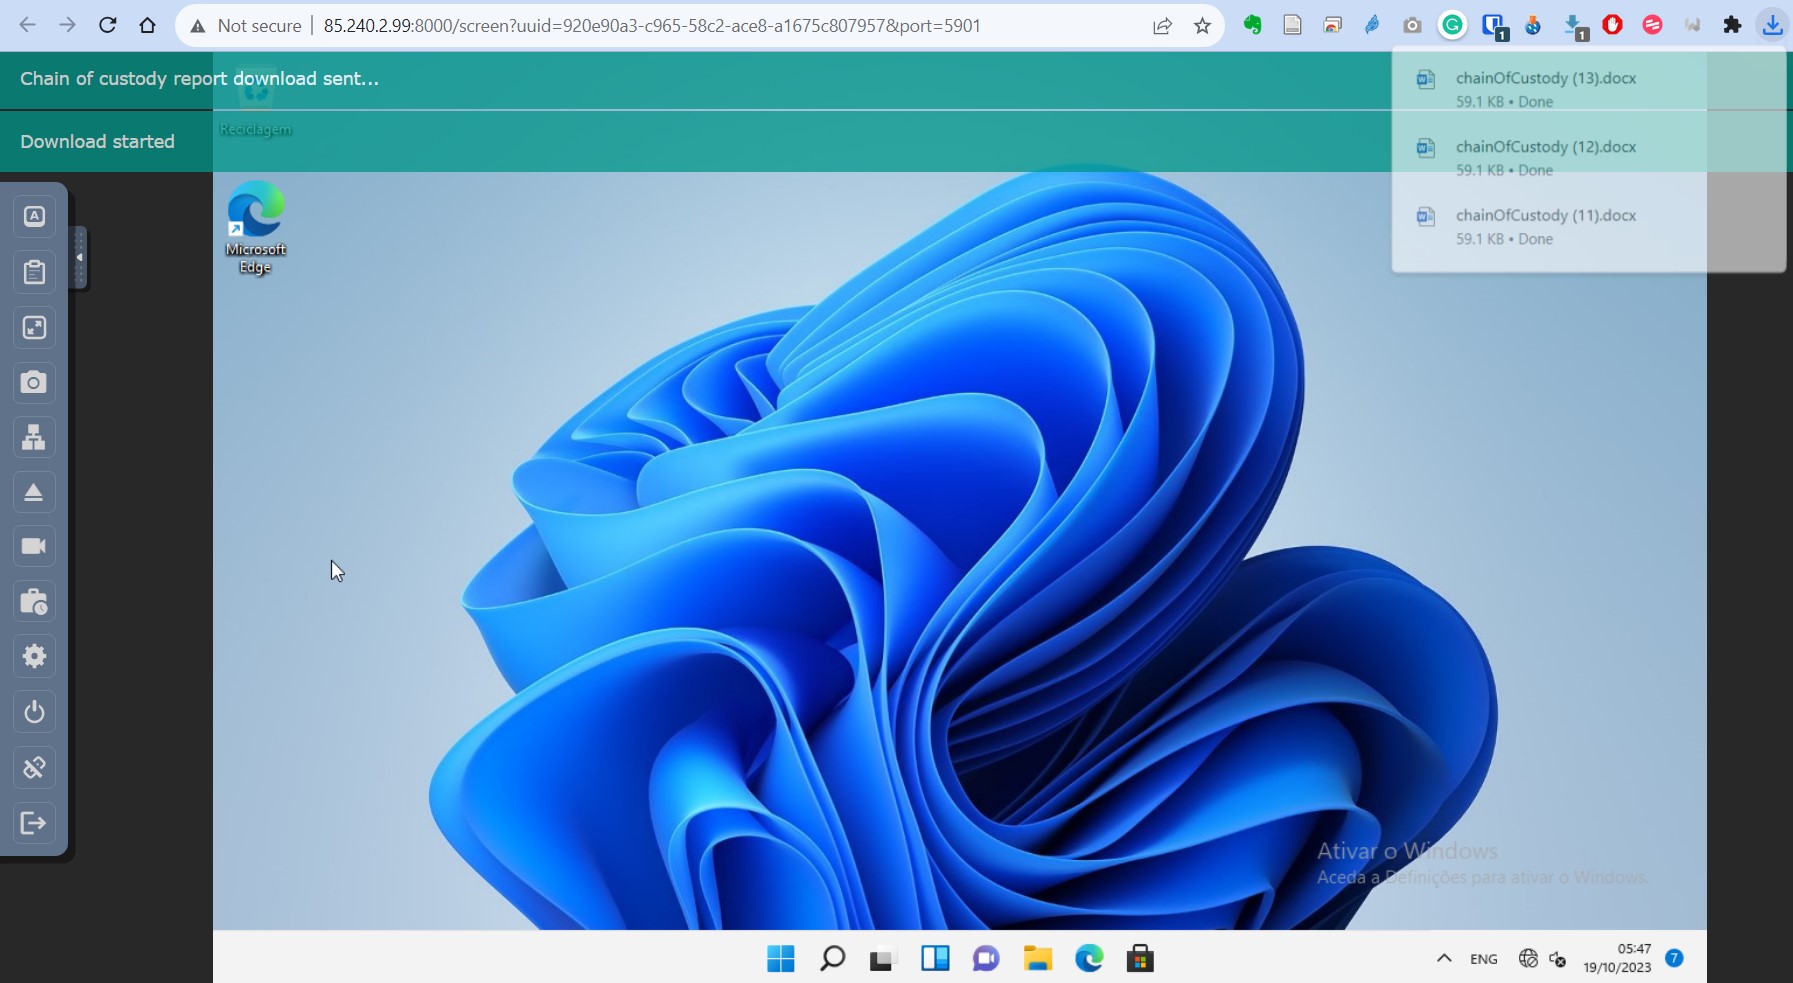 Not secure
85.240.2.99:8000/screen?uuid=920e90a3-c965-58c2-ace8-a1675c807957&port=5901
1
1
Chain of custody report download sent...
Download started
chainOfCustody (13).docx
59.1 KB • Done
chainOfCustody (12).docx
59.1 KB • Done
chainOfCustody (11).docx
59.1 KB • Done
Reciclagem
A
Microsoft
Edge
Ativar o Windows
Aceda a Definições para ativar o Windows.
ENG
05:47
19/10/2023
7